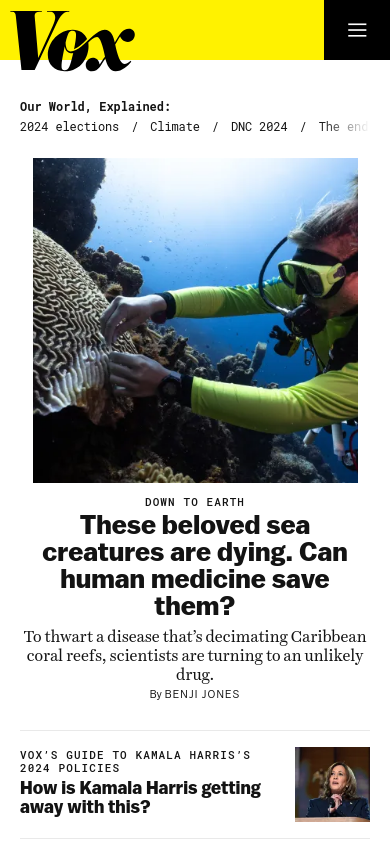 Vox
Our World, Explained:
2024 elections / Climate / DNC 2024 / The end
DOWN TO EARTH
These beloved sea
creatures are dying. Can
human medicine save
them?
To thwart a disease that’s decimating Caribbean
coral reefs, scientists are turning to an unlikely
drug.
By BENJI JONES
VOX’S GUIDE TO KAMALA HARRIS’S
2024 POLICIES
How is Kamala Harris getting
away with this?